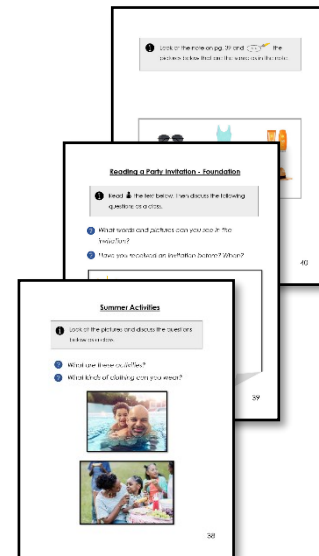 Look at the note on pg. 39 and the
pictures below that are the same as in the note.
40
Reading a Party Invitation - Foundation
Read the text below. Then discuss the following
questions as a class.
What words and pictures can you see in the
invitation?
Have you received an invitation before? When?
39
Summer Activities
Look at the pictures and discuss the questions
below as a class.
What are these activities?
What kinds of clothing can you wear?
38